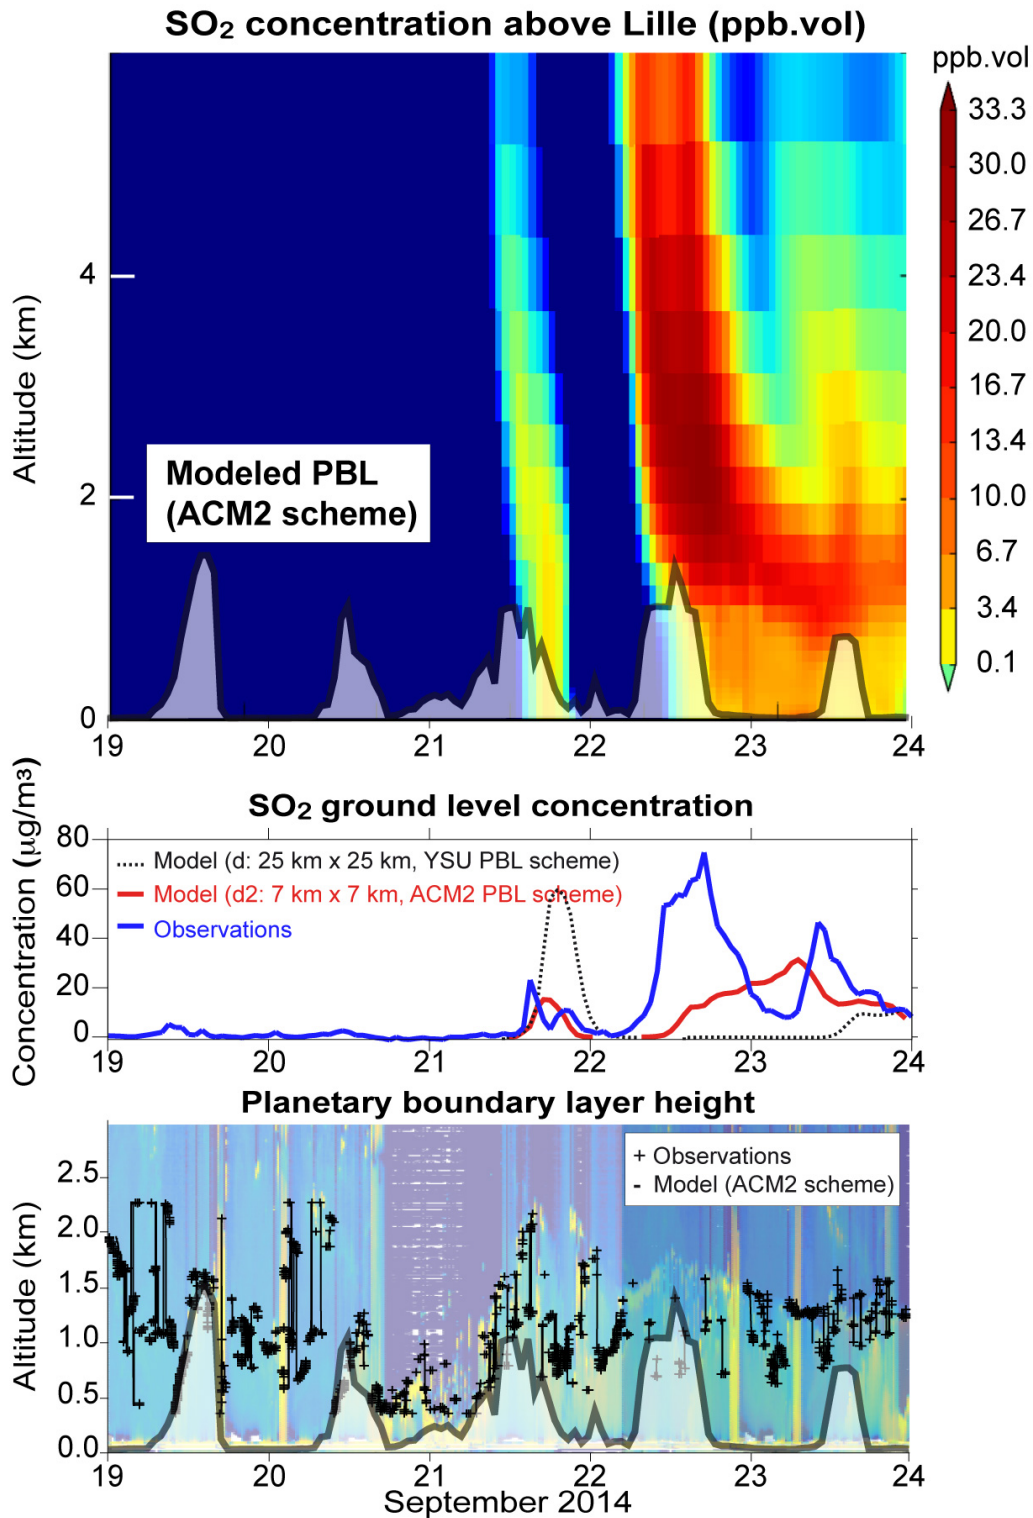 SO₂ concentration above Lille (ppb.vol)
ppb.vol
33.3
30.0
26.7
23.4
20.0
16.7
13.4
10.0
6.7
3.4
0.1
Altitude (km)
4
2
0
Modeled PBL
(ACM2 scheme)
19 20 21 22 23 24
SO₂ ground level concentration
Concentration (µg/m³)
80
60
40
20
0
Model (d: 25 km x 25 km, YSU PBL scheme)
Model (d2: 7 km x 7 km, ACM2 PBL scheme)
Observations
19 20 21 22 23 24
Planetary boundary layer height
Altitude (km)
2.5
2.0
1.5
1.0
0.5
0.0
+ Observations
- Model (ACM2 scheme)
19 20 21 22 23 24
September 2014